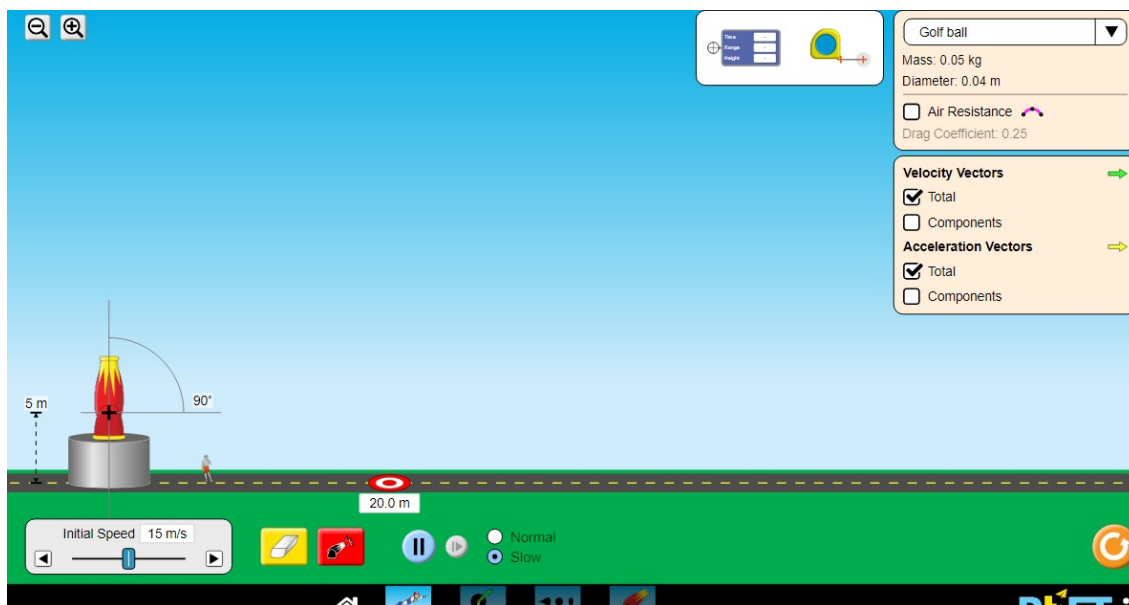 Time -
Range -
Height -
Golf ball
Mass: 0.05 kg
Diameter: 0.04 m
Air Resistance
Drag Coefficient: 0.25
Velocity Vectors
Total
Components
Acceleration Vectors
Total
Components
5 m
90°
20.0 m
Initial Speed 15 m/s
Normal
Slow